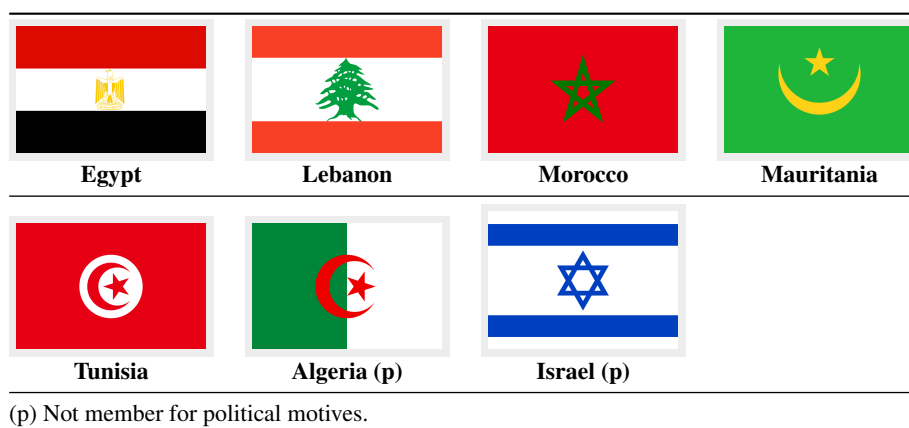 Egypt Lebanon Morocco Mauritania
Tunisia Algeria (p) Israel (p)
(p) Not member for political motives.